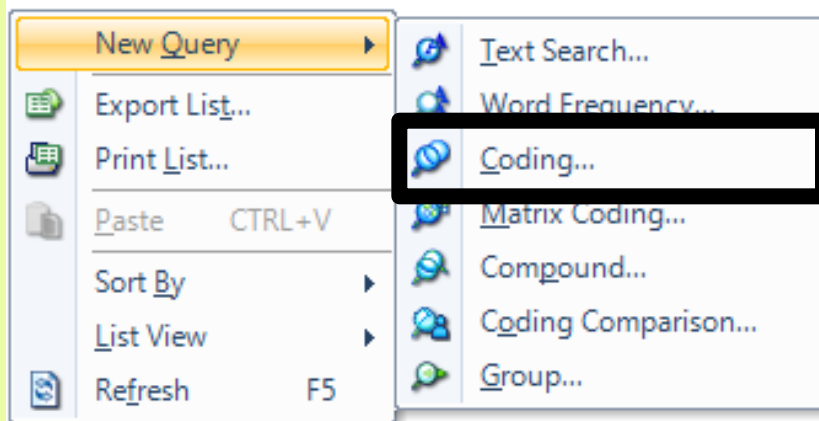 New Query
Export List...
Print List...
Paste CTRL+V
Sort By
List View
Refresh F5
Text Search...
Word Frequency...
Coding...
Matrix Coding...
Compound...
Coding Comparison...
Group...